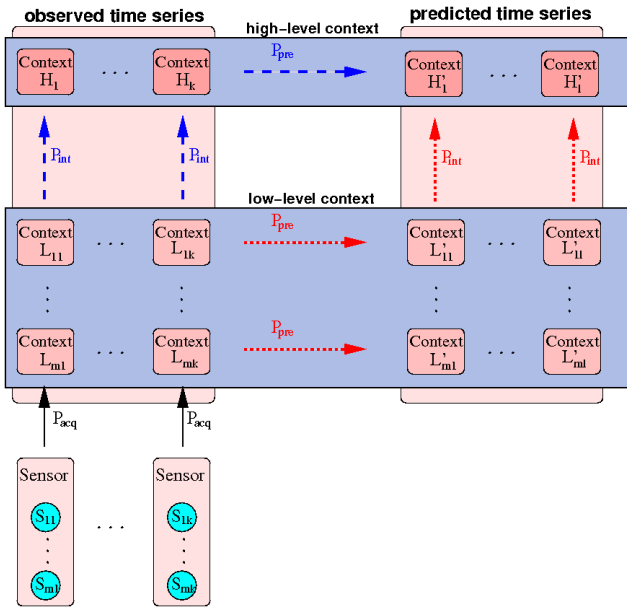 observed time series
predicted time series
high-level context
Context H1 . . . Context Hk
Ppre
Context H'1 . . . Context H'l
Pint
Pint
Pint
Pint
low-level context
Context L11 . . . Context L1k
Ppre
Context L'11 . . . Context L'1l
Context Lm1 . . . Context Lmk
Ppre
Context L'm1 . . . Context L'ml
Pacq
Pacq
Sensor
Sensor
S11 . . . S1k
Sm1
Smk